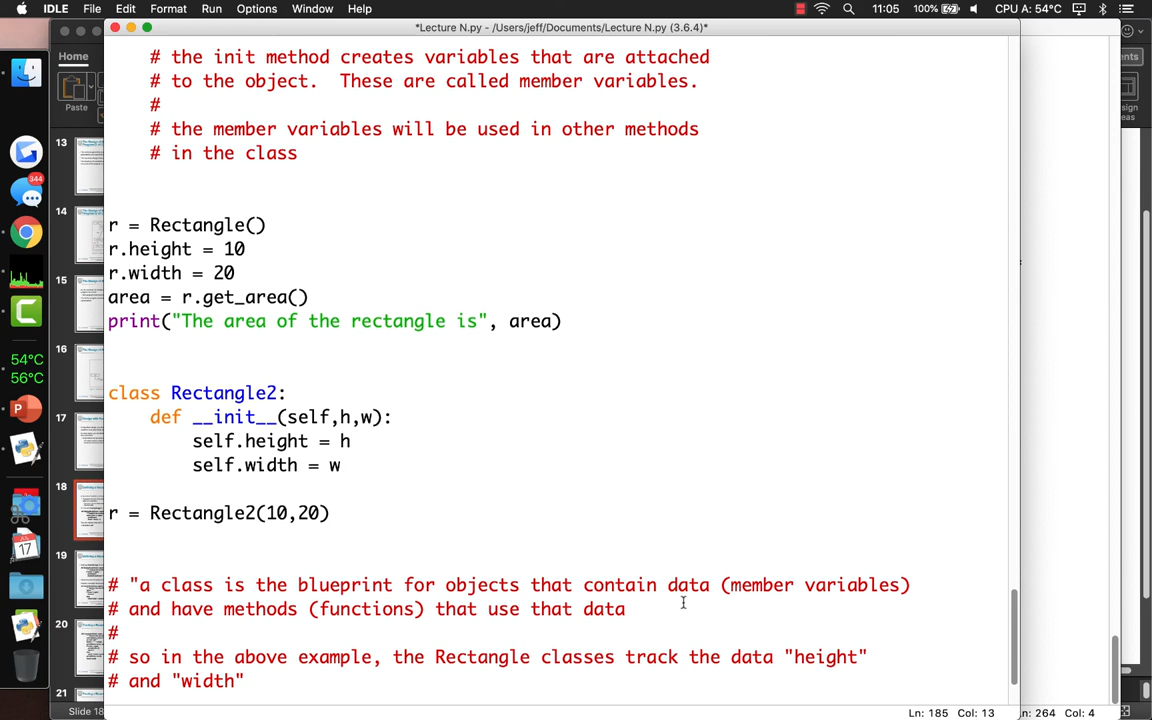 IDLE File Edit Format Run Options Window Help 11:05 100% CPU A: 54°C
*Lecture N.py - /Users/jeff/Documents/Lecture N.py (3.6.4)*
Home
Paste
# the init method creates variables that are attached
# to the object.  These are called member variables.
#
# the member variables will be used in other methods
# in the class
r = Rectangle()
r.height = 10
r.width = 20
area = r.get_area()
print("The area of the rectangle is", area)
class Rectangle2:
def __init__(self,h,w):
self.height = h
self.width = w
r = Rectangle2(10,20)
# "a class is the blueprint for objects that contain data (member variables)
# and have methods (functions) that use that data
#
# so in the above example, the Rectangle classes track the data "height"
# and "width"
Ln: 185 Col: 13
Ln: 264 Col: 4
13
14
15
16
17
18
19
20
21
Slide 18
344
54°C
56°C
JUL
17